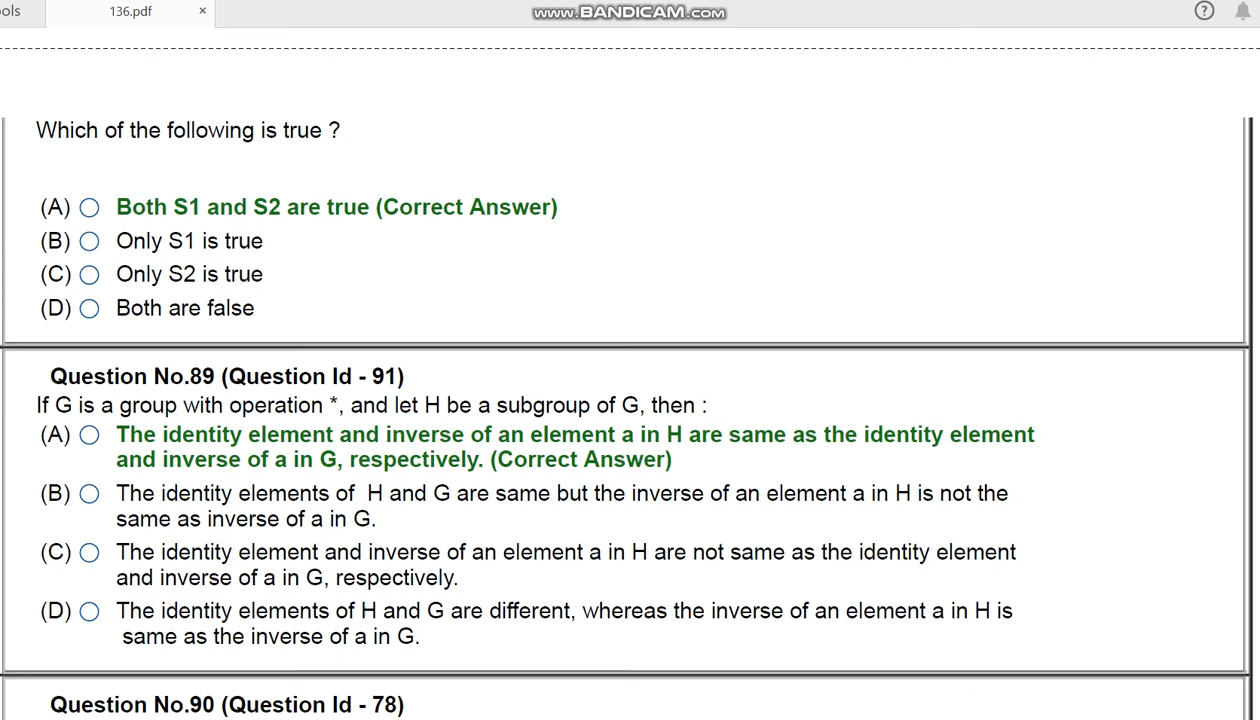 ols
136.pdf
×
www.BANDICAM.com
?
Which of the following is true ?
(A) Both S1 and S2 are true (Correct Answer)
(B) Only S1 is true
(C) Only S2 is true
(D) Both are false
Question No.89 (Question Id - 91)
If G is a group with operation *, and let H be a subgroup of G, then :
(A) The identity element and inverse of an element a in H are same as the identity element
and inverse of a in G, respectively. (Correct Answer)
(B) The identity elements of  H and G are same but the inverse of an element a in H is not the
same as inverse of a in G.
(C) The identity element and inverse of an element a in H are not same as the identity element
and inverse of a in G, respectively.
(D) The identity elements of H and G are different, whereas the inverse of an element a in H is
same as the inverse of a in G.
Question No.90 (Question Id - 78)